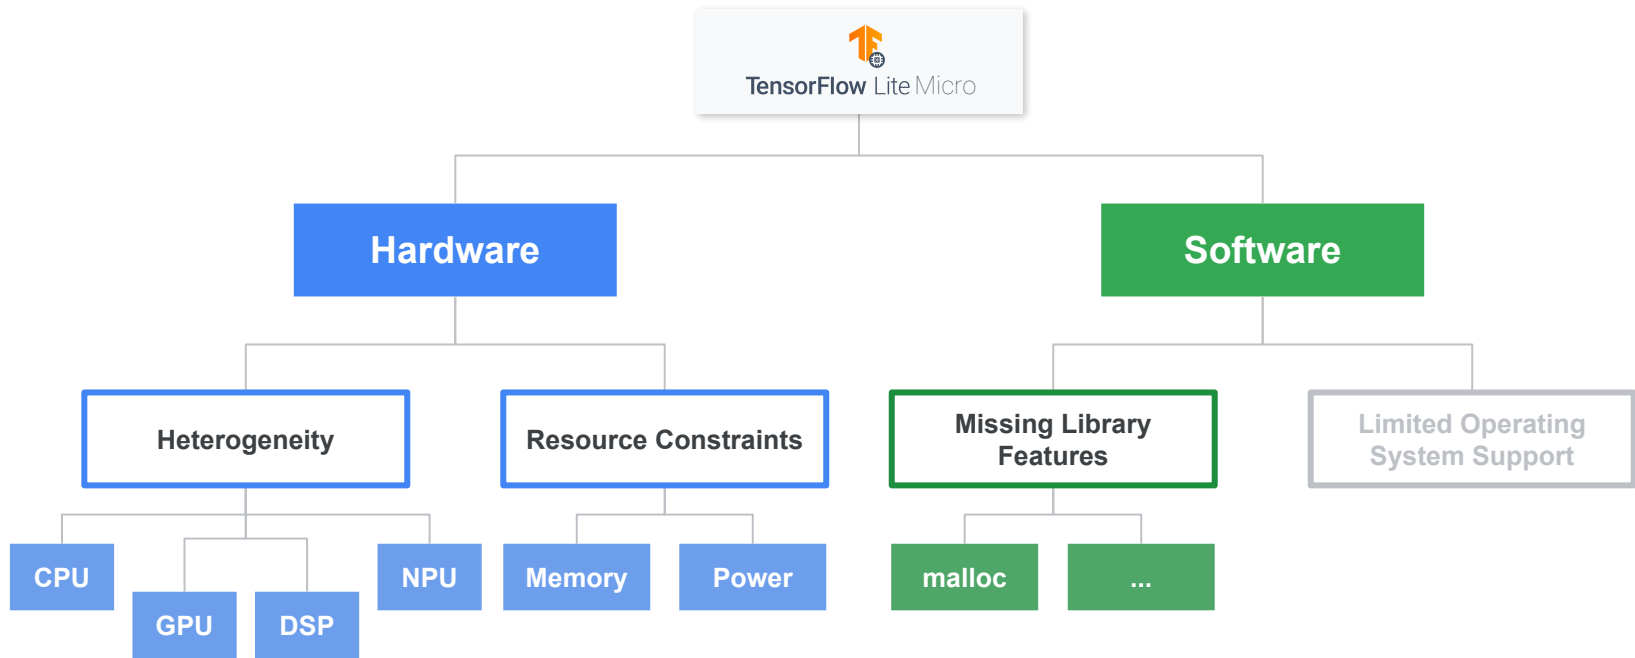 TensorFlow Lite Micro
Hardware
Software
Heterogeneity
Resource Constraints
Missing Library
Features
Limited Operating
System Support
CPU
GPU
DSP
NPU
Memory
Power
malloc
...